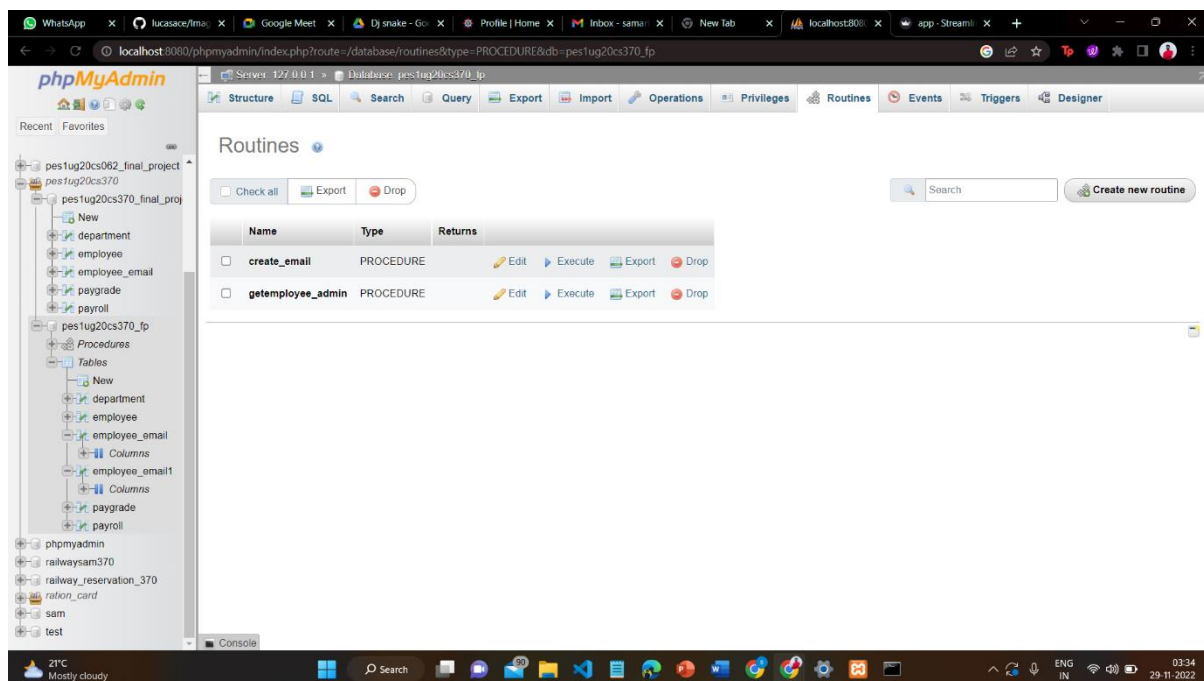 WhatsApp
lucasace/Imag
Google Meet
Dj snake - Goo
Profile | Home
Inbox - samari
New Tab
localhost:8080
app - Streamli
localhost:8080/phpmyadmin/index.php?route=/database/routines&type=PROCEDURE&db=pes1ug20cs370_fp
phpMyAdmin
Recent Favorites
pes1ug20cs062_final_project
pes1ug20cs370
pes1ug20cs370_final_proj
New
department
employee
employee_email
paygrade
payroll
pes1ug20cs370_fp
Procedures
Tables
New
department
employee
employee_email
Columns
employee_email1
Columns
paygrade
payroll
phpmyadmin
railwaysam370
railway_reservation_370
ration_card
sam
test
Server: 127.0.0.1 » Database: pes1ug20cs370_fp
Structure SQL Search Query Export Import Operations Privileges Routines Events Triggers Designer
Routines
Check all Export Drop
Search
Create new routine
Name Type Returns
create_email PROCEDURE Edit Execute Export Drop
getemployee_admin PROCEDURE Edit Execute Export Drop
Console
21°C
Mostly cloudy
Search
90
ENG
IN
03:34
29-11-2022